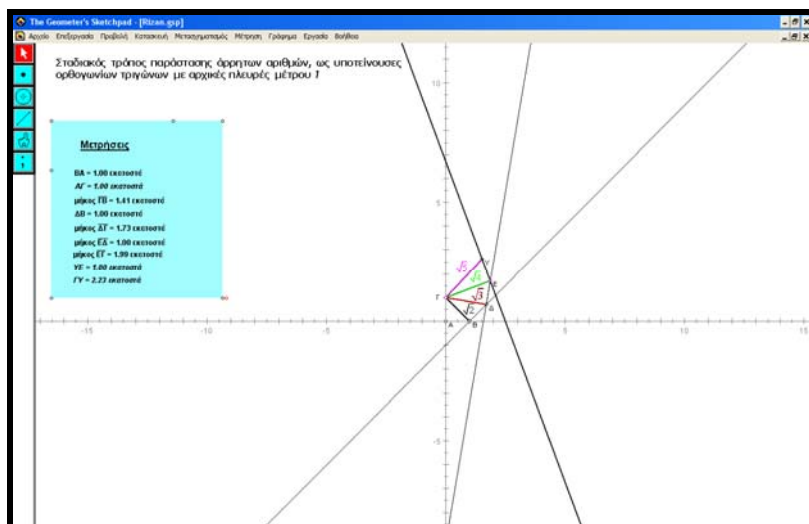 The Geometer's Sketchpad - [Rizan.gsp]
Αρχείο Επεξεργασία Προβολή Κατασκευή Μετασχηματισμός Μέτρηση Γράφημα Εργασία Βοήθεια
Σταδιακός τρόπος παράστασης άρρητων αριθμών, ως υποτείνουσες
ορθογωνίων τριγώνων με αρχικές πλευρές μέτρου 1
Μετρήσεις
ΒΑ = 1.00 εκατοστά
ΑΓ = 1.00 εκατοστά
μήκος ΓΒ = 1.41 εκατοστά
ΔΒ = 1.00 εκατοστά
μήκος ΔΓ = 1.73 εκατοστά
μήκος ΕΔ = 1.00 εκατοστά
μήκος ΕΓ = 1.99 εκατοστά
ΥΕ = 1.00 εκατοστά
ΓΥ = 2.23 εκατοστά
10
5
Υ
√5
Ε
Γ
√3
Δ
√2
Α
Β
-15
-10
-5
5
10
15
-5